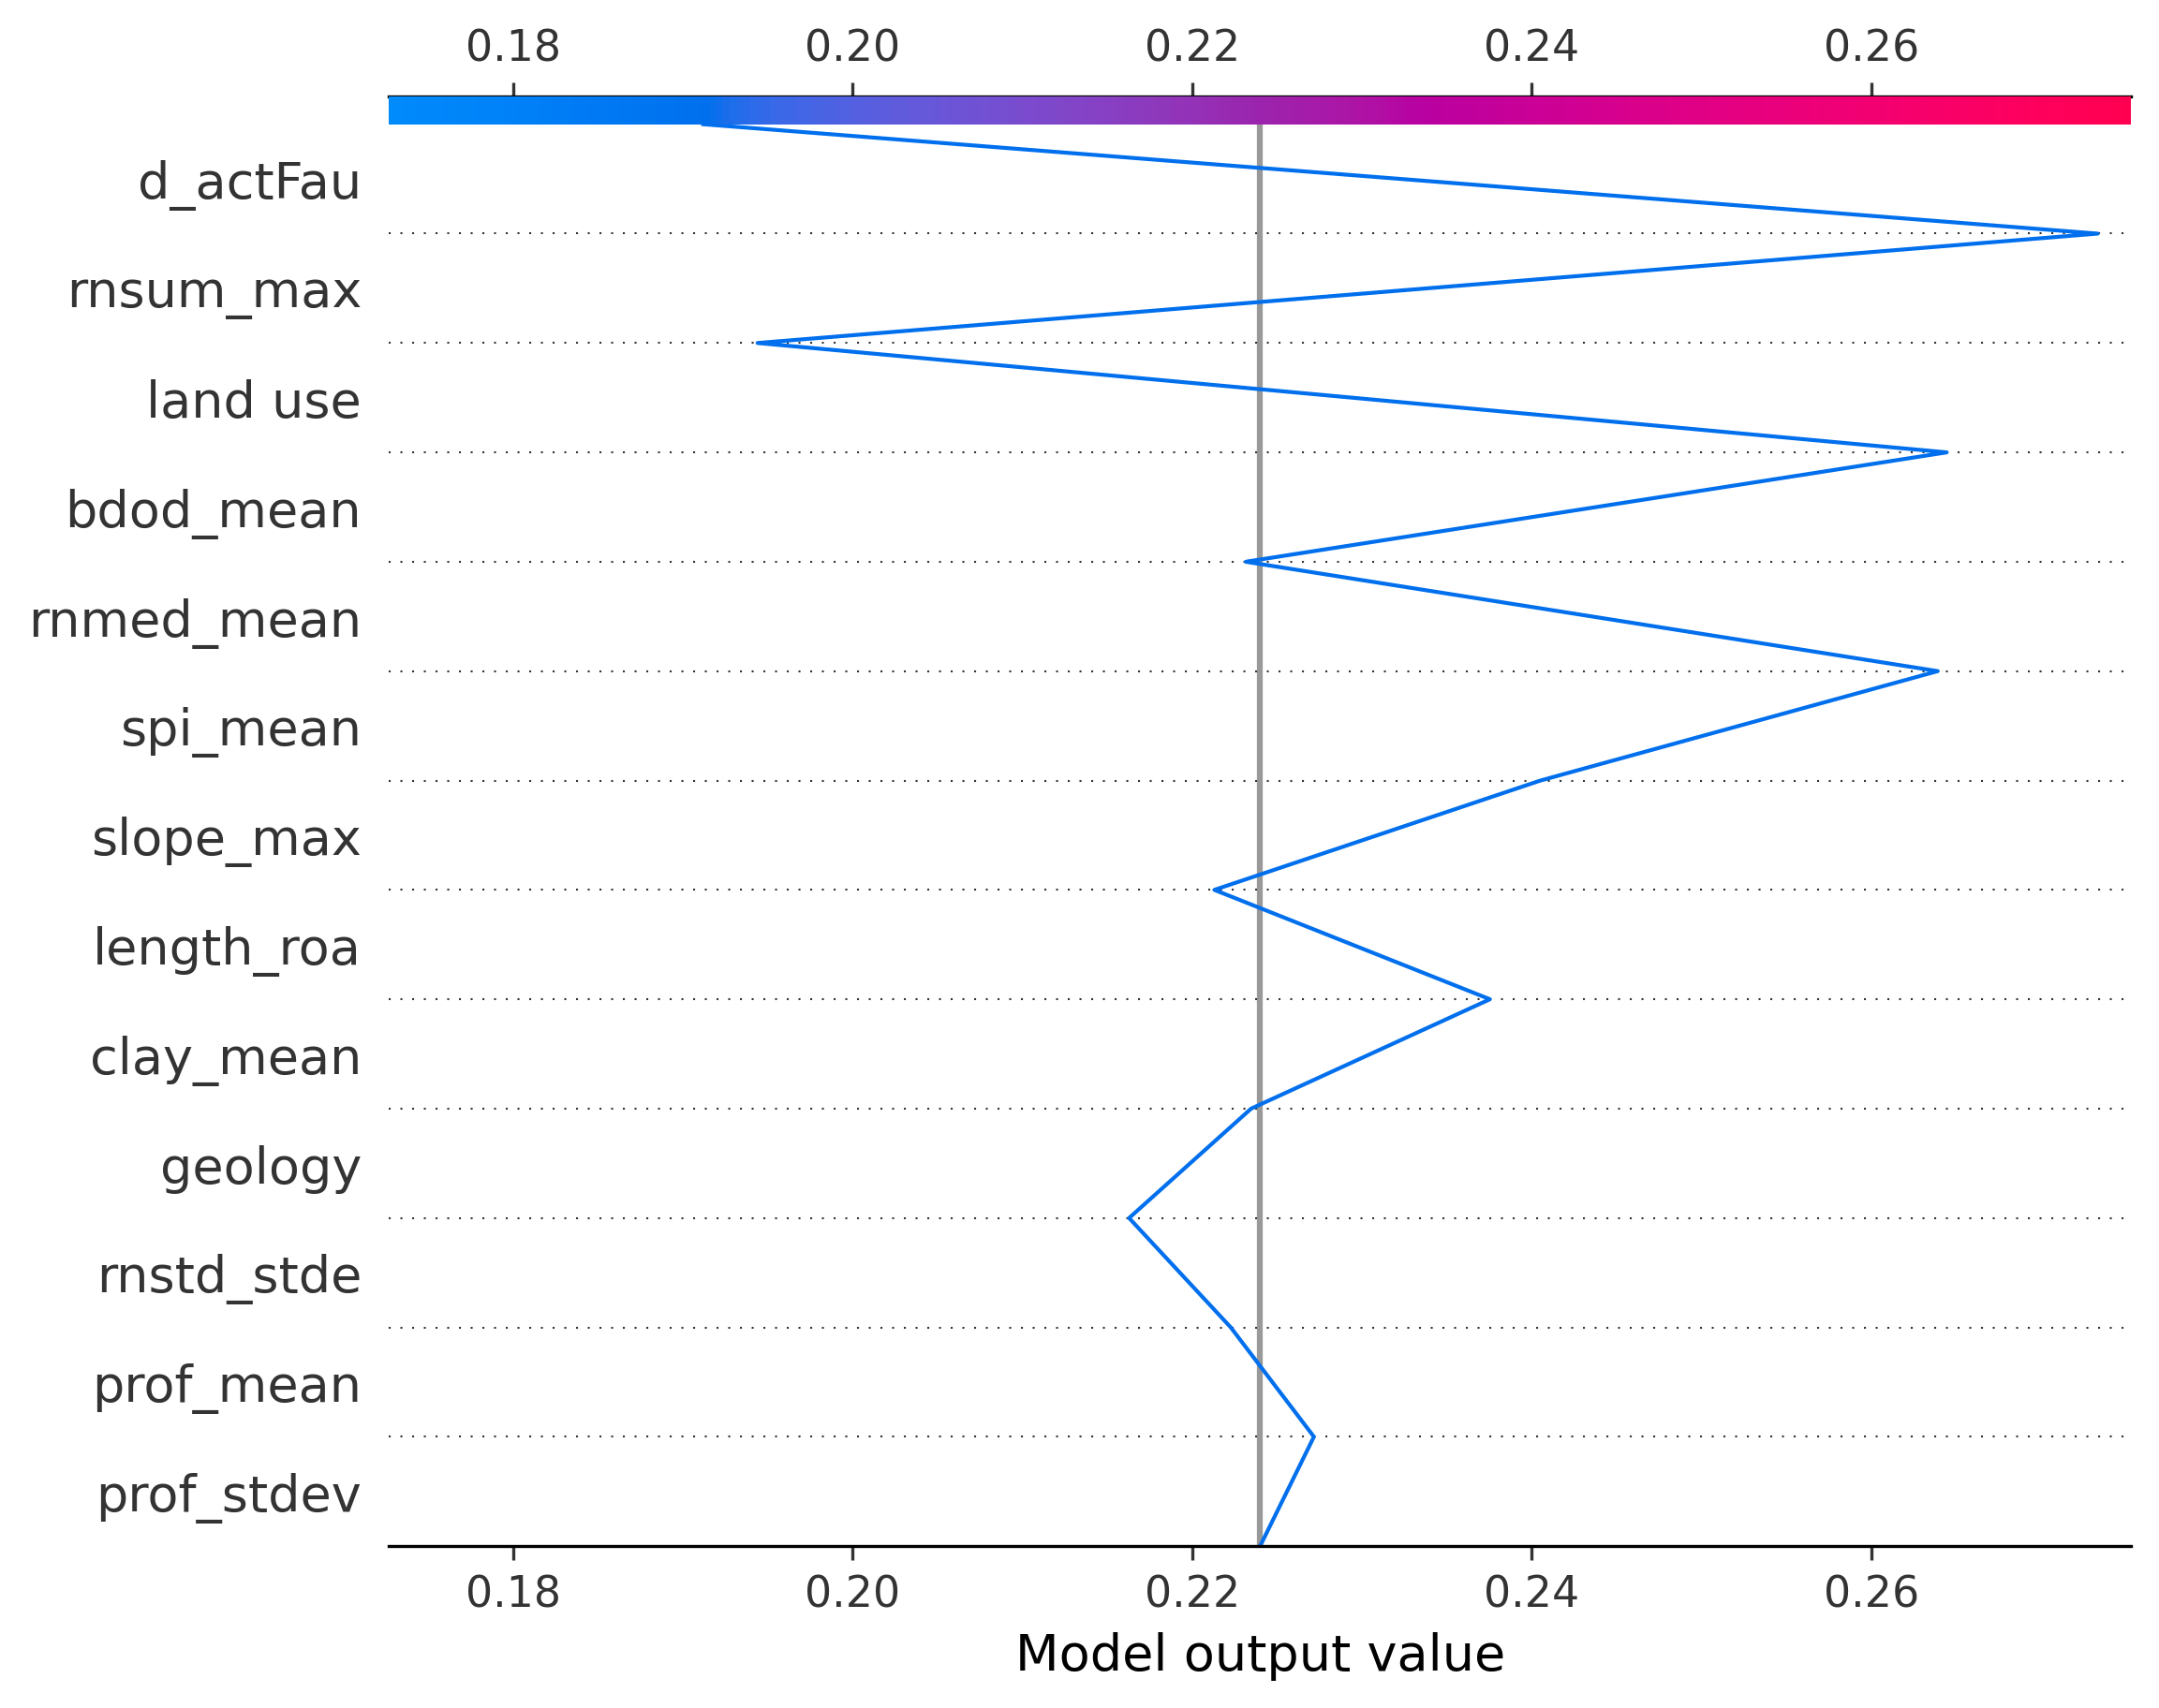 0.18 0.20 0.22 0.24 0.26
d_actFau
rnsum_max
land use
bdod_mean
rnmed_mean
spi_mean
slope_max
length_roa
clay_mean
geology
rnstd_stde
prof_mean
prof_stdev
0.18 0.20 0.22 0.24 0.26
Model output value